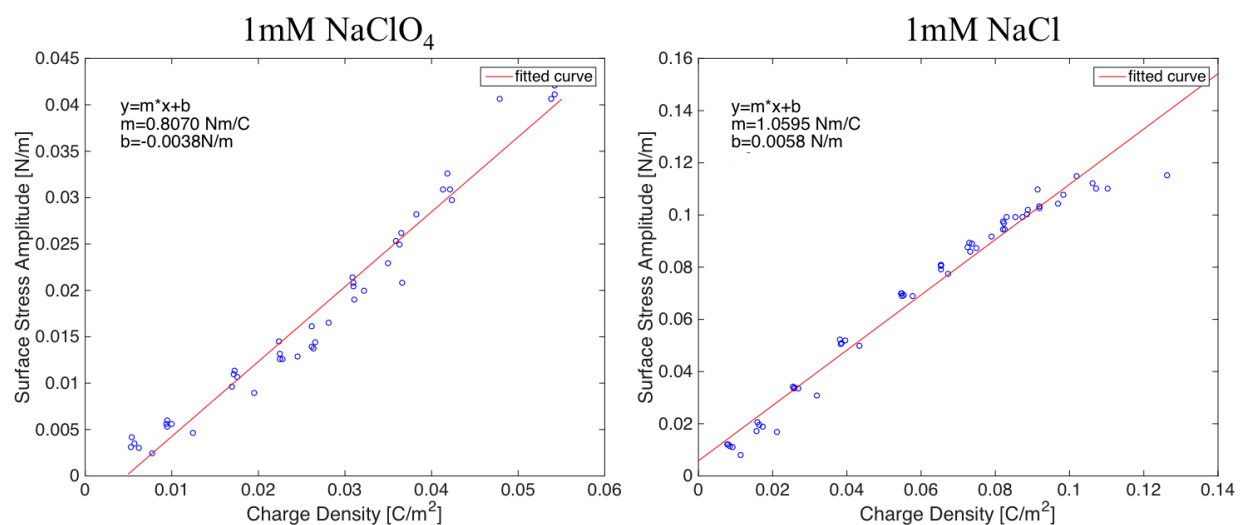 1mM NaClO₄
0.045
0.04
0.035
0.03
0.025
0.02
0.015
0.01
0.005
0
Surface Stress Amplitude [N/m]
fitted curve
y=m*x+b
m=0.8070 Nm/C
b=-0.0038N/m
0 0.01 0.02 0.03 0.04 0.05 0.06
Charge Density [C/m²]
1mM NaCl
0.16
0.14
0.12
0.1
0.08
0.06
0.04
0.02
0
Surface Stress Amplitude [N/m]
fitted curve
y=m*x+b
m=1.0595 Nm/C
b=0.0058 N/m
0 0.02 0.04 0.06 0.08 0.1 0.12 0.14
Charge Density [C/m²]